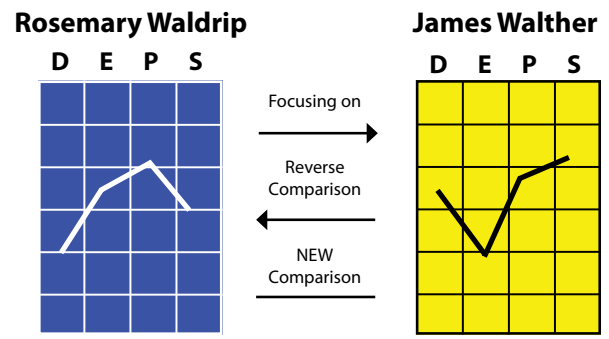 Rosemary Waldrip
D E P S
Focusing on
Reverse
Comparison
NEW
Comparison
James Walther
D E P S